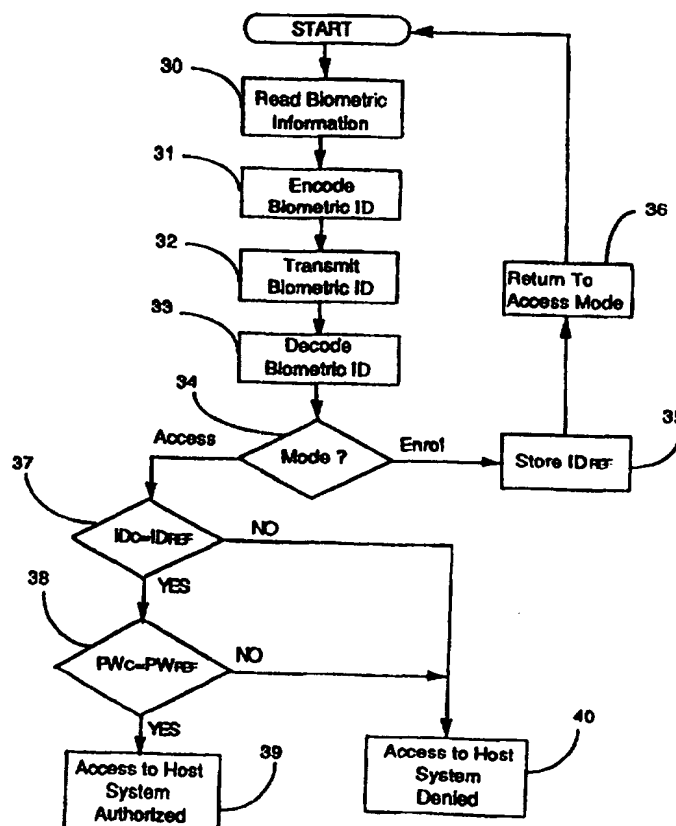 START
30
Read Biometric
Information
31
Encode
Biometric ID
32
Transmit
Biometric ID
33
Decode
Biometric ID
34
Mode ?
Access
Enrol
Store IDREF
35
Return To
Access Mode
36
37
IDC=IDREF
NO
YES
38
PWC=PWREF
NO
YES
Access to Host
System
Authorized
39
Access to Host
System
Denied
40